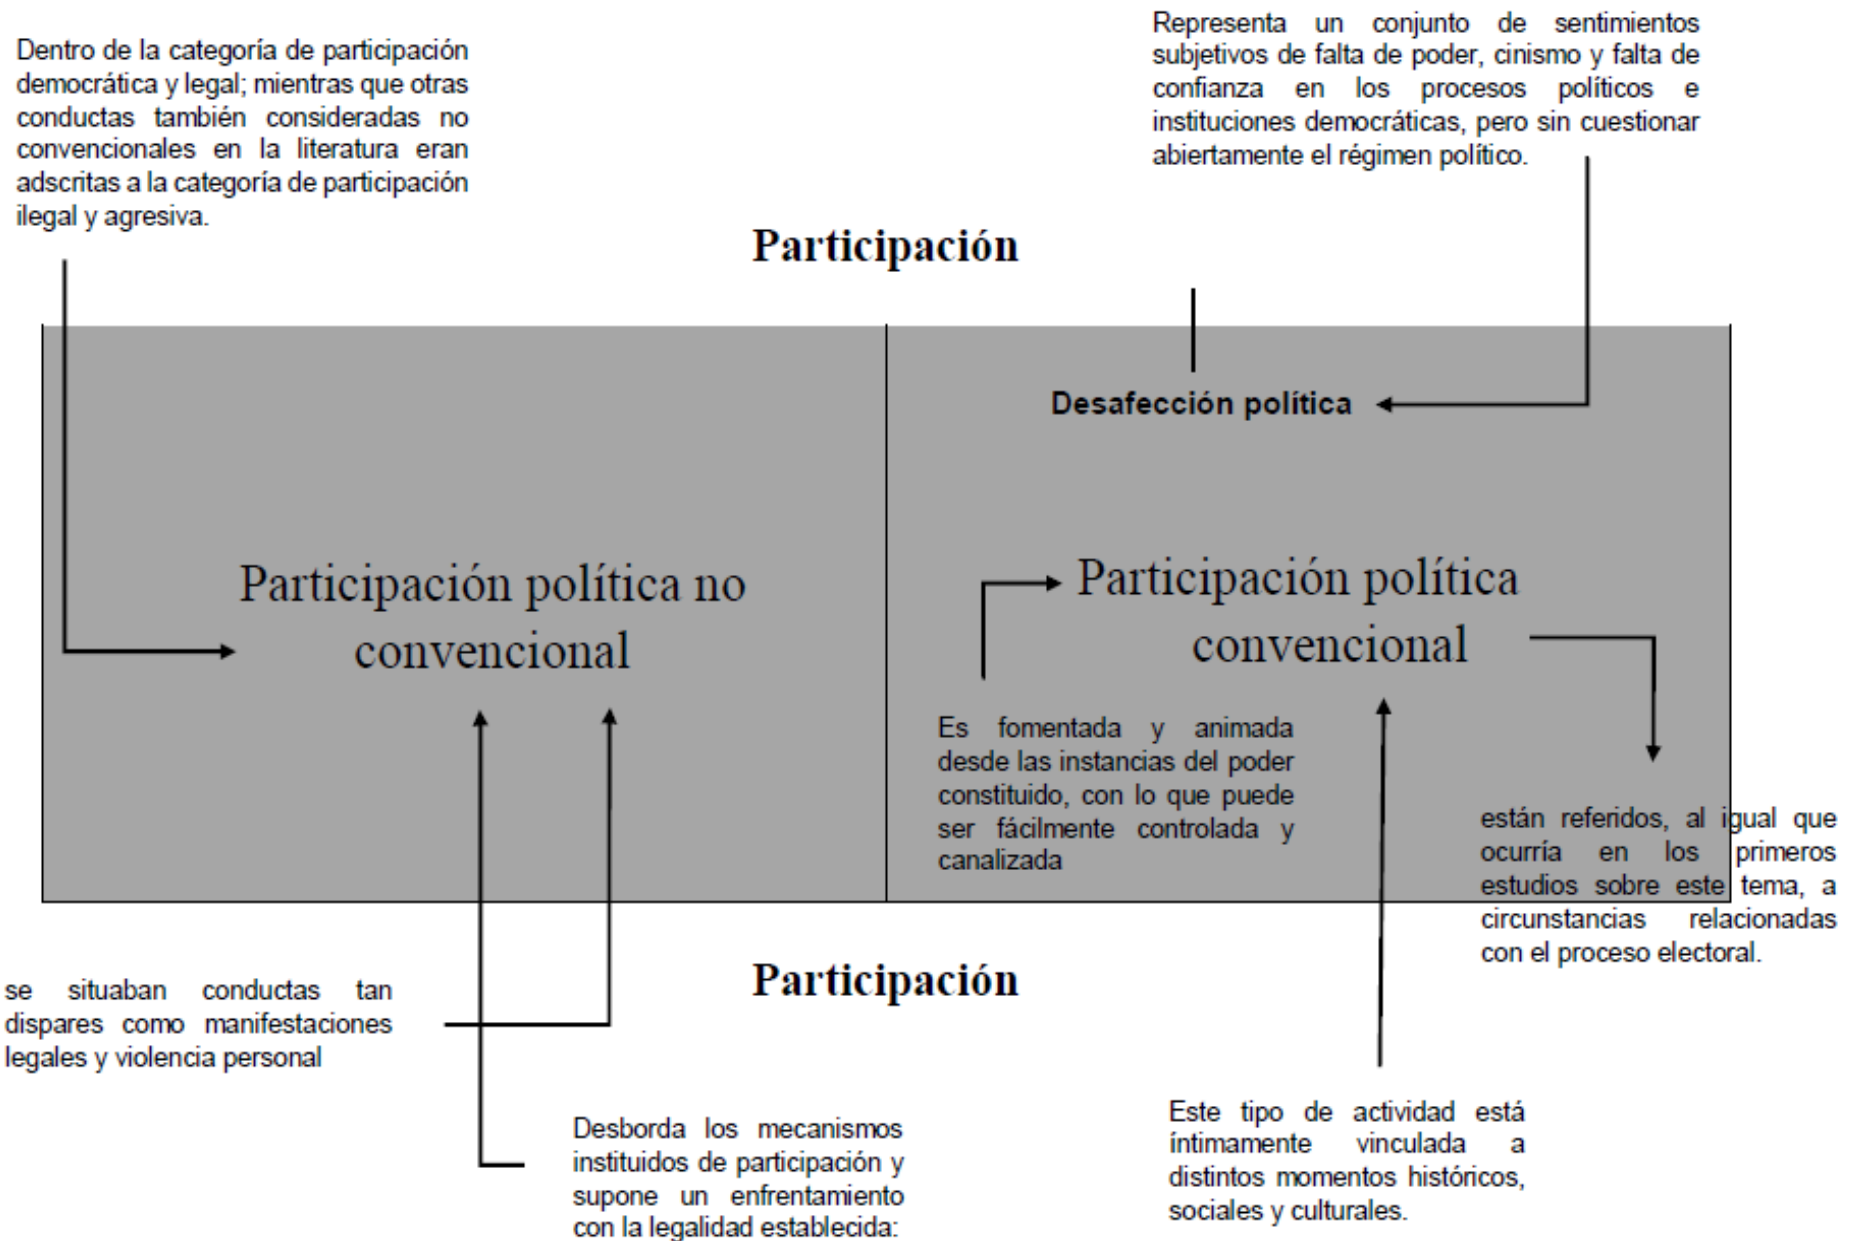 Dentro de la categoría de participación
democrática y legal; mientras que otras
conductas también consideradas no
convencionales en la literatura eran
adscritas a la categoría de participación
ilegal y agresiva.
Representa un conjunto de sentimientos
subjetivos de falta de poder, cinismo y falta de
confianza en los procesos políticos e
instituciones democráticas, pero sin cuestionar
abiertamente el régimen político.
Participación
Desafección política
Participación política no
convencional
Participación política
convencional
Es fomentada y animada
desde las instancias del poder
constituido, con lo que puede
ser fácilmente controlada y
canalizada
están referidos, al igual que
ocurría en los primeros
estudios sobre este tema, a
circunstancias relacionadas
con el proceso electoral.
Participación
se situaban conductas tan
dispares como manifestaciones
legales y violencia personal
Desborda los mecanismos
instituidos de participación y
supone un enfrentamiento
con la legalidad establecida:
Este tipo de actividad está
íntimamente vinculada a
distintos momentos históricos,
sociales y culturales.